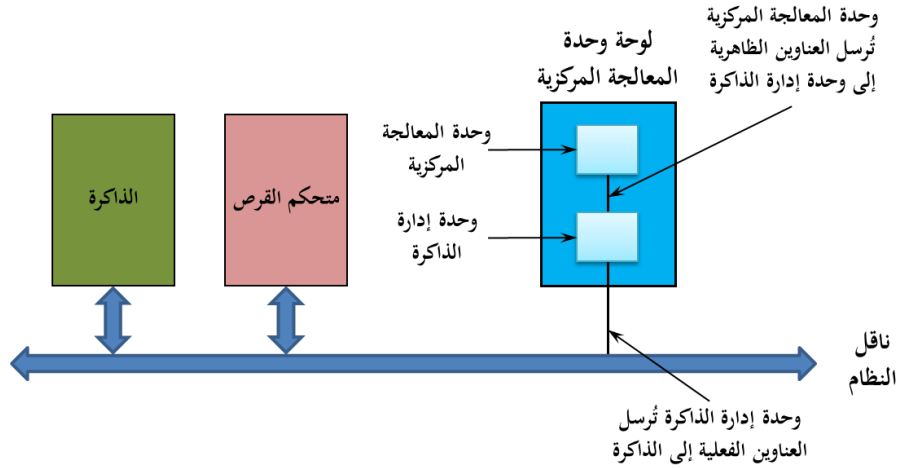 وحدة المعالجة المركزية
تُرسل العناوين الظاهرية
إلى وحدة إدارة الذاكرة
لوحة وحدة
المعالجة المركزية
وحدة المعالجة
المركزية
وحدة إدارة
الذاكرة
متحكم القرص
الذاكرة
ناقل
النظام
وحدة إدارة الذاكرة تُرسل
العناوين الفعلية إلى الذاكرة